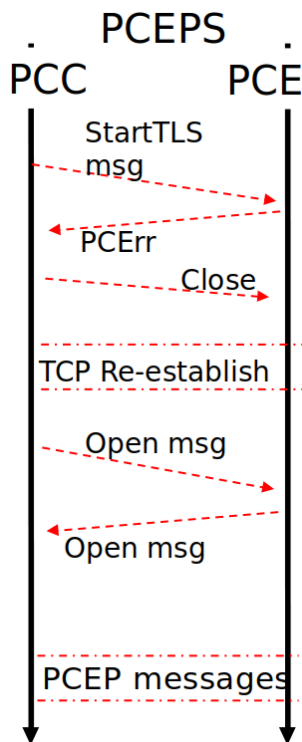 PCEPS
PCC
PCE
StartTLS
msg
PCErr
Close
TCP Re-establish
Open msg
Open msg
PCEP messages